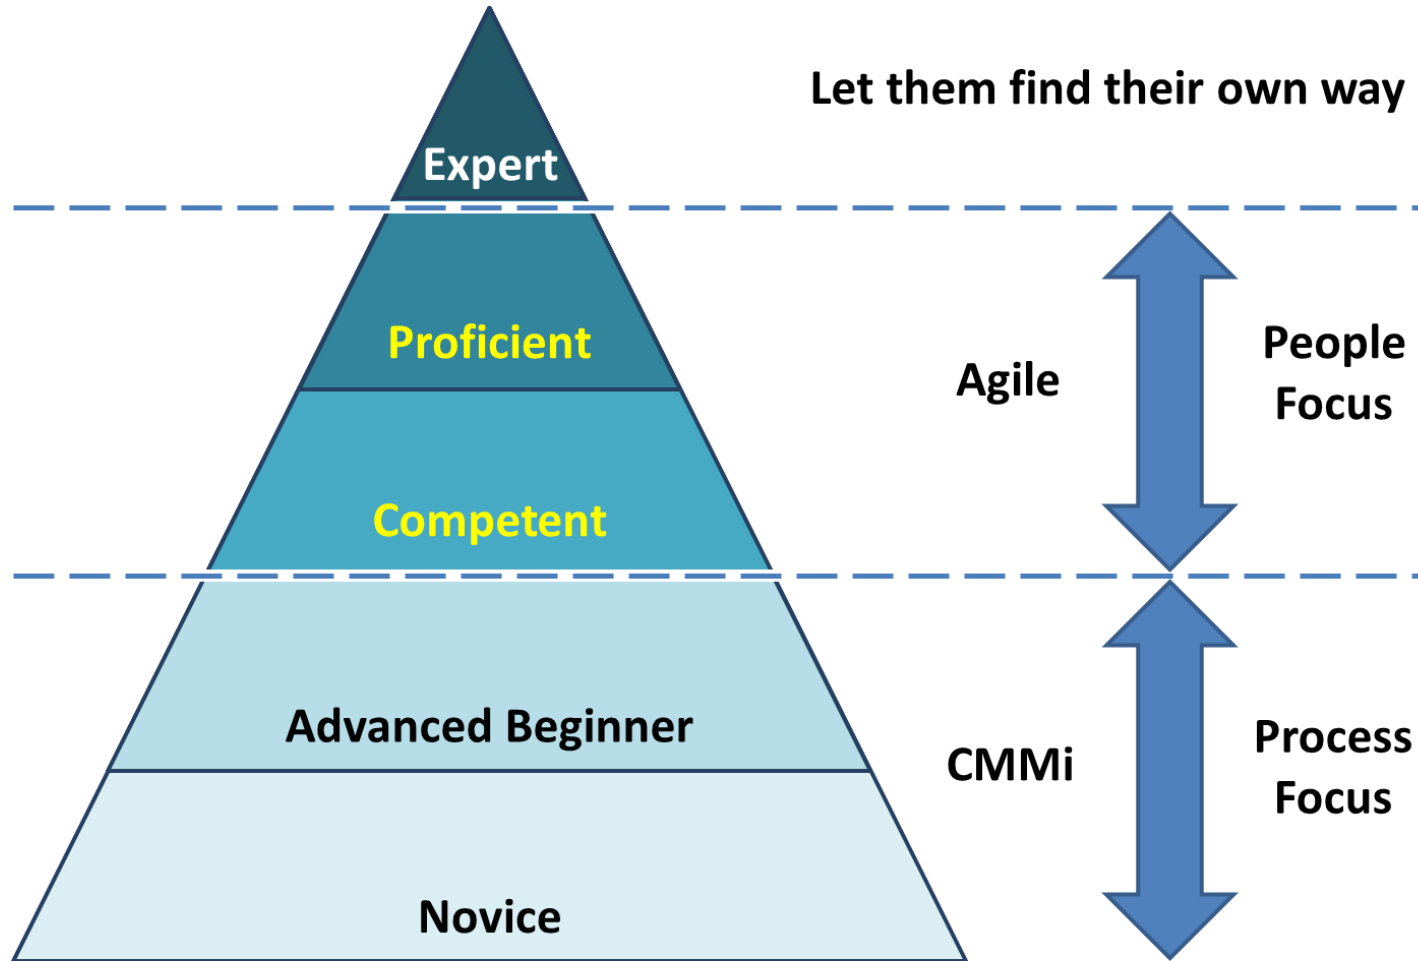 Let them find their own way
Expert
Proficient
Agile
People
Focus
Competent
Advanced Beginner
CMMi
Process
Focus
Novice